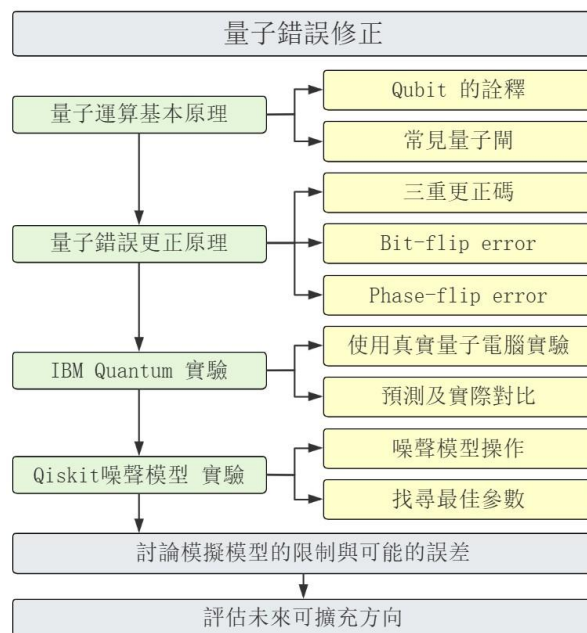 量子錯誤修正
量子運算基本原理
Qubit 的詮釋
常見量子閘
量子錯誤更正原理
三重更正碼
Bit-flip error
Phase-flip error
IBM Quantum 實驗
使用真實量子電腦實驗
預測及實際對比
Qiskit噪聲模型 實驗
噪聲模型操作
找尋最佳參數
討論模擬模型的限制與可能的誤差
評估未來可擴充方向